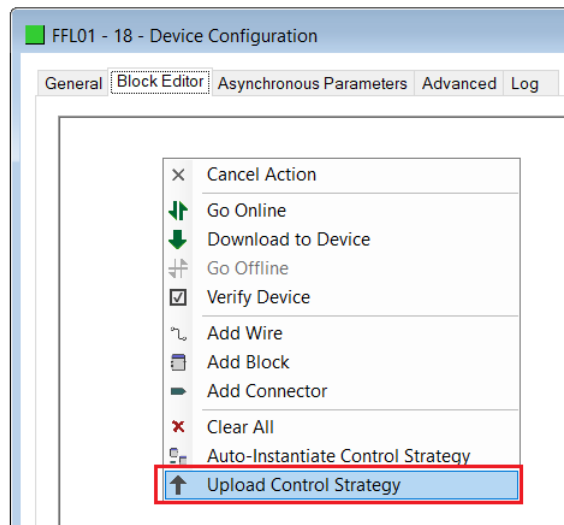 FFL01 - 18 - Device Configuration
General Block Editor Asynchronous Parameters Advanced Log
Cancel Action
Go Online
Download to Device
Go Offline
Verify Device
Add Wire
Add Block
Add Connector
Clear All
Auto-Instantiate Control Strategy
Upload Control Strategy